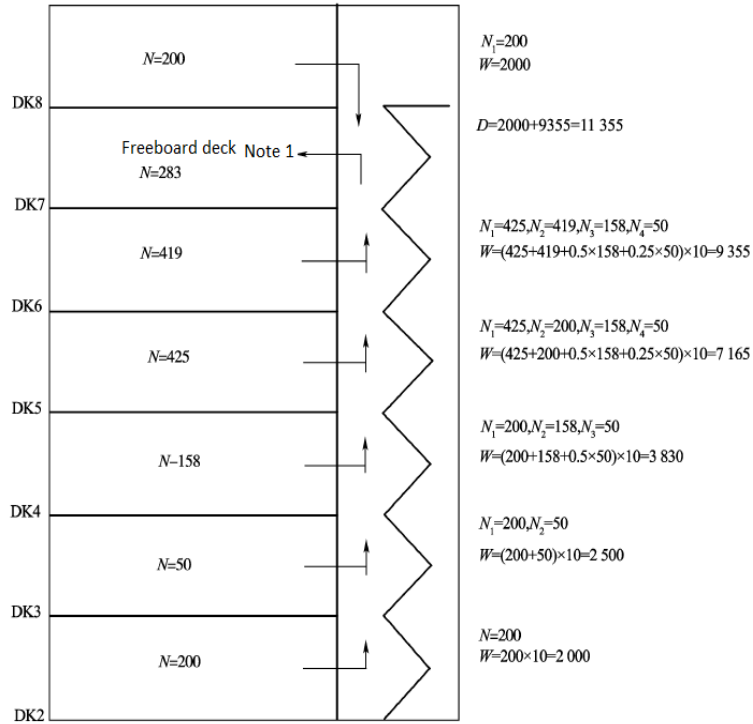 N=200
N₁=200
W=2000
DK8
D=2000+9355=11 355
Freeboard deck Note 1
N=283
DK7
N₁=425,N₂=419,N₃=158,N₄=50
N=419
W=(425+419+0.5×158+0.25×50)×10=9 355
DK6
N₁=425,N₂=200,N₃=158,N₄=50
N=425
W=(425+200+0.5×158+0.25×50)×10=7 165
DK5
N₁=200,N₂=158,N₃=50
N–158
W=(200+158+0.5×50)×10=3 830
DK4
N₁=200,N₂=50
N=50
W=(200+50)×10=2 500
DK3
N=200
N=200
W=200×10=2 000
DK2